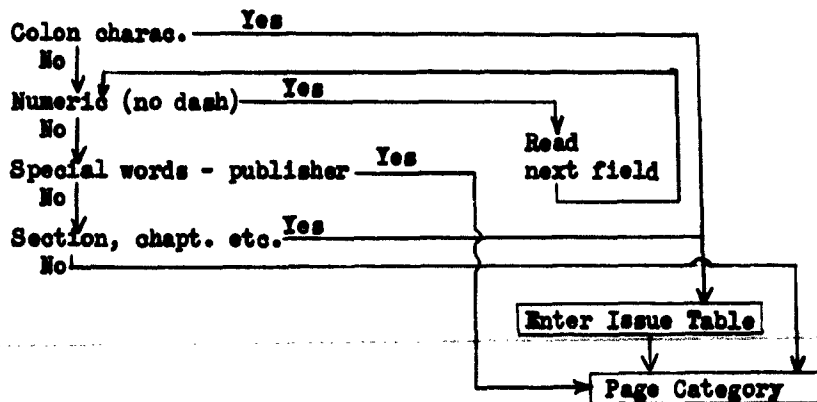 Yes
Colon charac.
No
Yes
Numeric (no dash)
No
Read
next field
Yes
Special words - publisher
No
Yes
Section, chapt. etc.
No
Enter Issue Table
Page Category